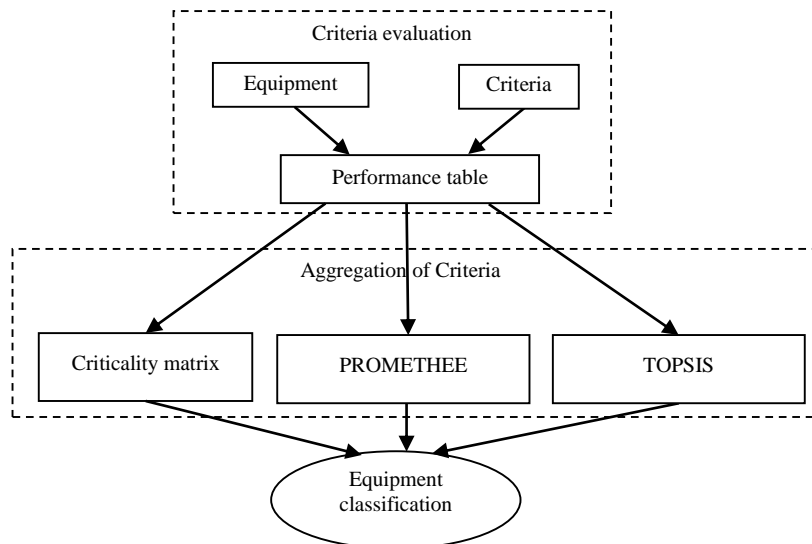 Criteria evaluation
Equipment
Criteria
Performance table
Aggregation of Criteria
Criticality matrix
PROMETHEE
TOPSIS
Equipment
classification